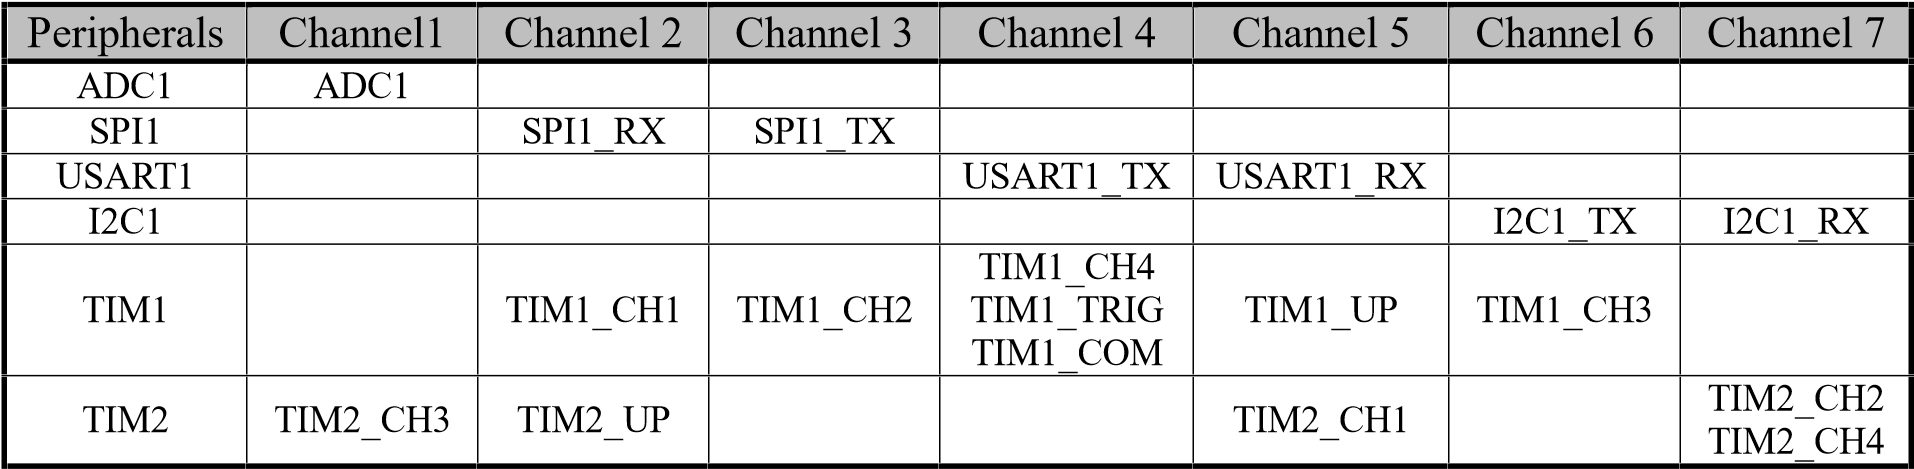 Peripherals Channel1 Channel 2 Channel 3 Channel 4 Channel 5 Channel 6 Channel 7
ADC1 ADC1
SPI1 SPI1_RX SPI1_TX
USART1 USART1_TX USART1_RX
I2C1 I2C1_TX I2C1_RX
TIM1 TIM1_CH1 TIM1_CH2 TIM1_CH4
TIM1_TRIG
TIM1_COM TIM1_UP TIM1_CH3
TIM2 TIM2_CH3 TIM2_UP TIM2_CH1 TIM2_CH2
TIM2_CH4